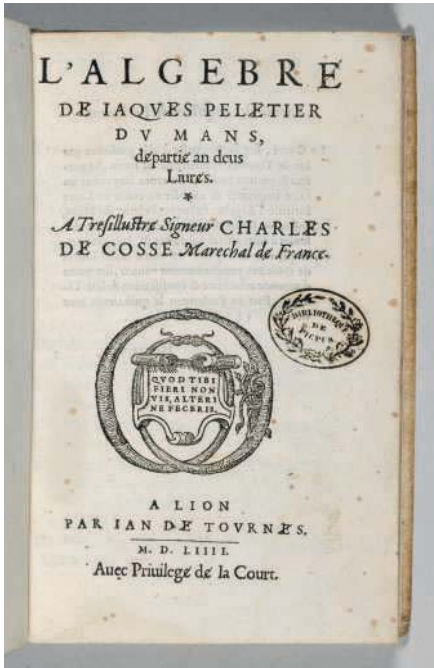 L'ALGEBRE
DE IAQVES PELETIER
DV MANS,
departie an deus
Liures.
*
A Tresillustre Signeur CHARLES
DE COSSE Marechal de France.
BIBLIOTHEQUE
DE
PICPUS
QVOD TIBI
FIERI NON
VIS, ALTERI
NE FECERIS.
A LION
PAR IAN DE TOVRNES.
M. D. LIIII.
Auec Priuilege de la Court.